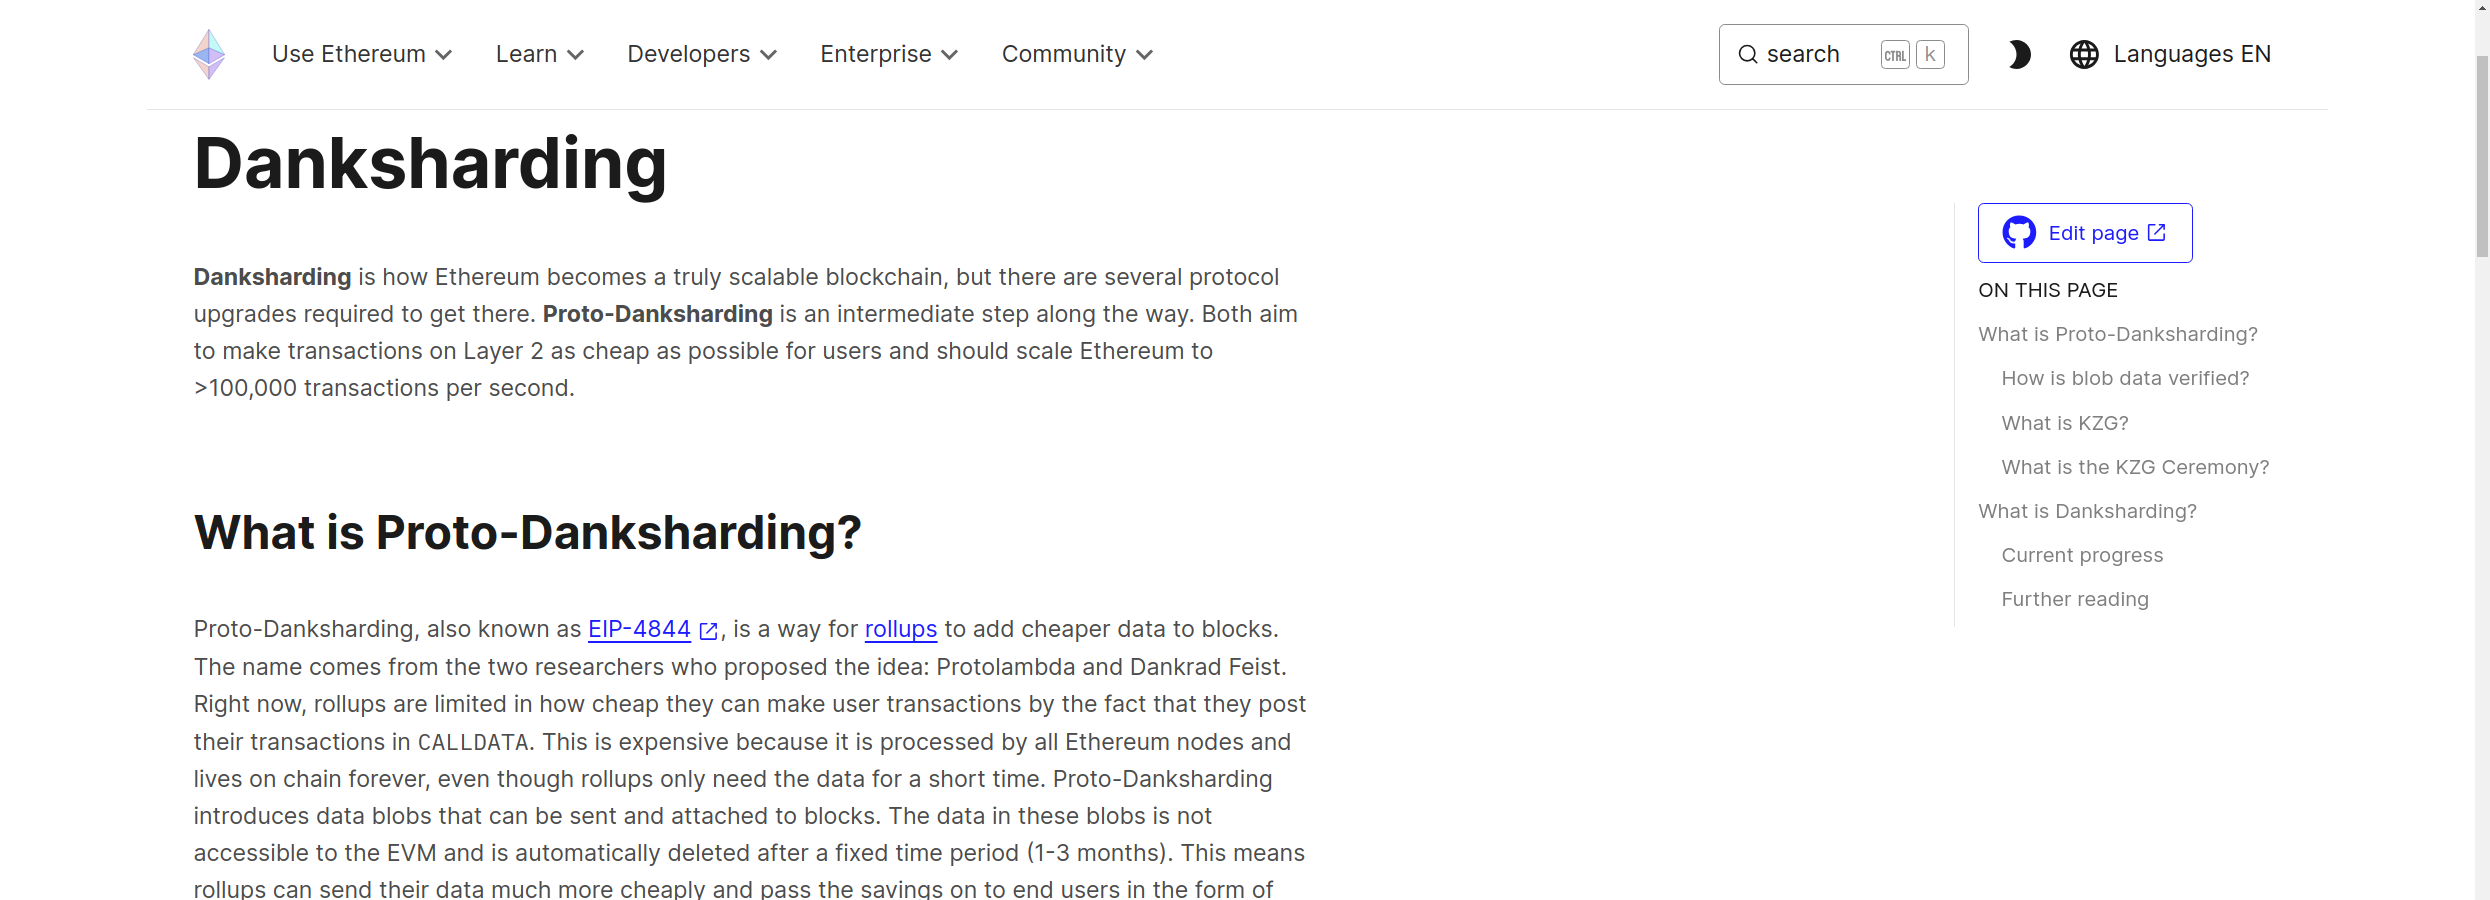 Use Ethereum Learn Developers Enterprise Community search CTRL k Languages EN
Danksharding
Danksharding is how Ethereum becomes a truly scalable blockchain, but there are several protocol
upgrades required to get there. Proto-Danksharding is an intermediate step along the way. Both aim
to make transactions on Layer 2 as cheap as possible for users and should scale Ethereum to
>100,000 transactions per second.
What is Proto-Danksharding?
Proto-Danksharding, also known as EIP-4844, is a way for rollups to add cheaper data to blocks.
The name comes from the two researchers who proposed the idea: Protolambda and Dankrad Feist.
Right now, rollups are limited in how cheap they can make user transactions by the fact that they post
their transactions in CALLDATA. This is expensive because it is processed by all Ethereum nodes and
lives on chain forever, even though rollups only need the data for a short time. Proto-Danksharding
introduces data blobs that can be sent and attached to blocks. The data in these blobs is not
accessible to the EVM and is automatically deleted after a fixed time period (1-3 months). This means
rollups can send their data much more cheaply and pass the savings on to end users in the form of
Edit page
ON THIS PAGE
What is Proto-Danksharding?
How is blob data verified?
What is KZG?
What is the KZG Ceremony?
What is Danksharding?
Current progress
Further reading